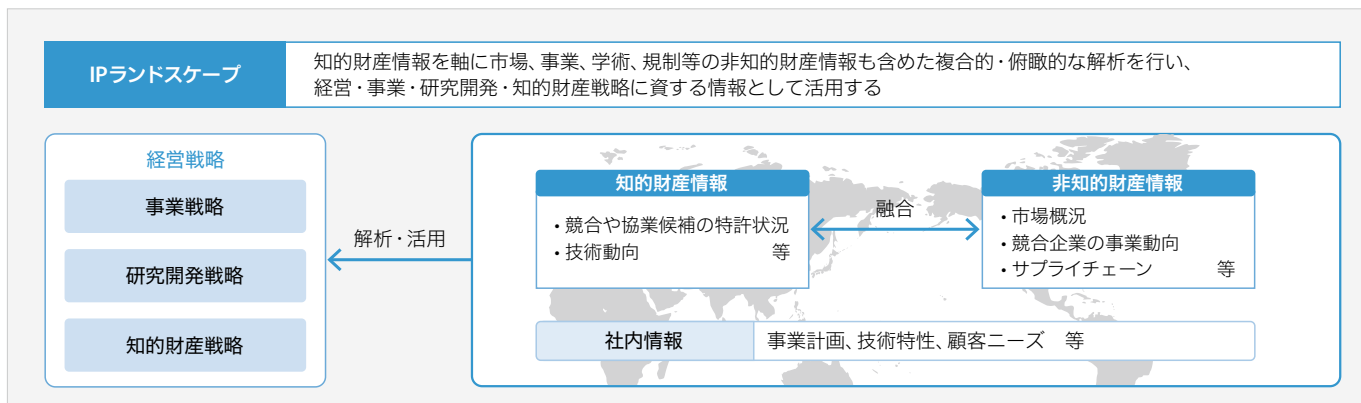 IPランドスケープ
知的財産情報を軸に市場、事業、学術、規制等の非知的財産情報も含めた複合的・俯瞰的な解析を行い、
経営・事業・研究開発・知的財産戦略に資する情報として活用する
経営戦略
事業戦略
研究開発戦略
知的財産戦略
解析・活用
知的財産情報
・競合や協業候補の特許状況
・技術動向 等
融合
非知的財産情報
・市場概況
・競合企業の事業動向
・サプライチェーン 等
社内情報
事業計画、技術特性、顧客ニーズ 等